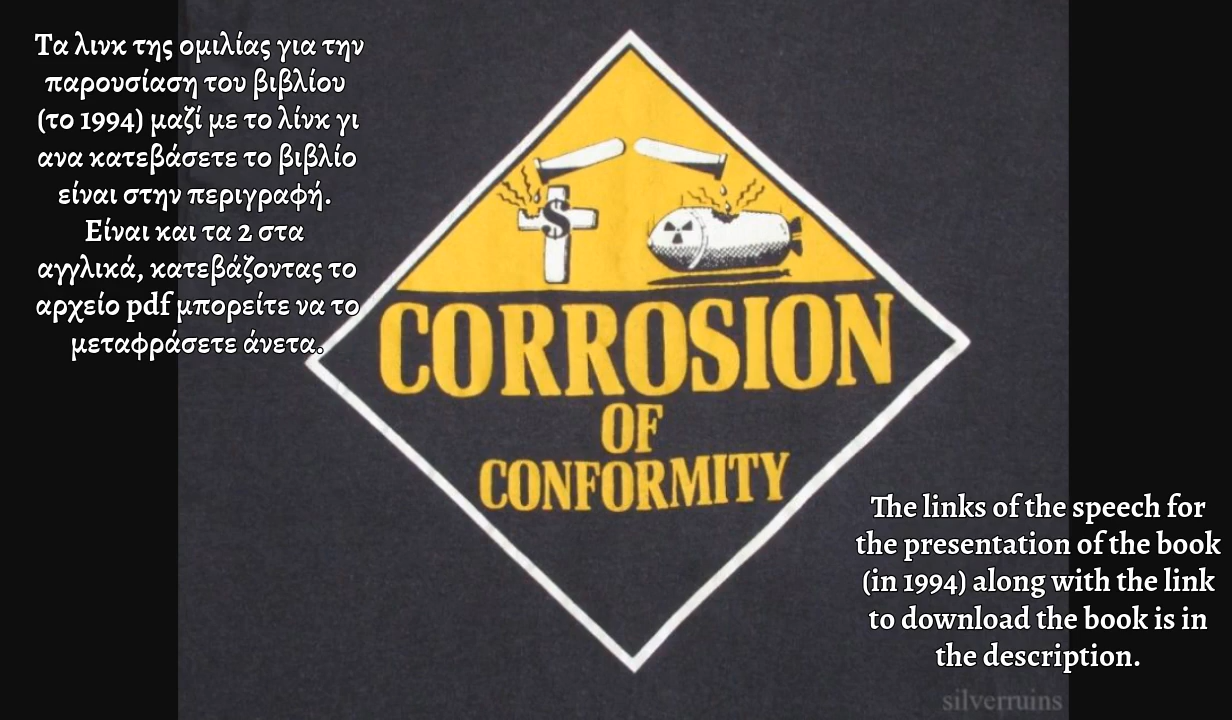 Τα λινκ της ομιλίας για την
παρουσίαση του βιβλίου
(το 1994) μαζί με το λίνκ γι
ανα κατεβάσετε το βιβλίο
είναι στην περιγραφή.
Είναι και τα 2 στα
αγγλικά, κατεβάζοντας το
αρχείο pdf μπορείτε να το
μεταφράσετε άνετα.
$
CORROSION
OF
CONFORMITY
The links of the speech for
the presentation of the book
(in 1994) along with the link
to download the book is in
the description.
silverruins